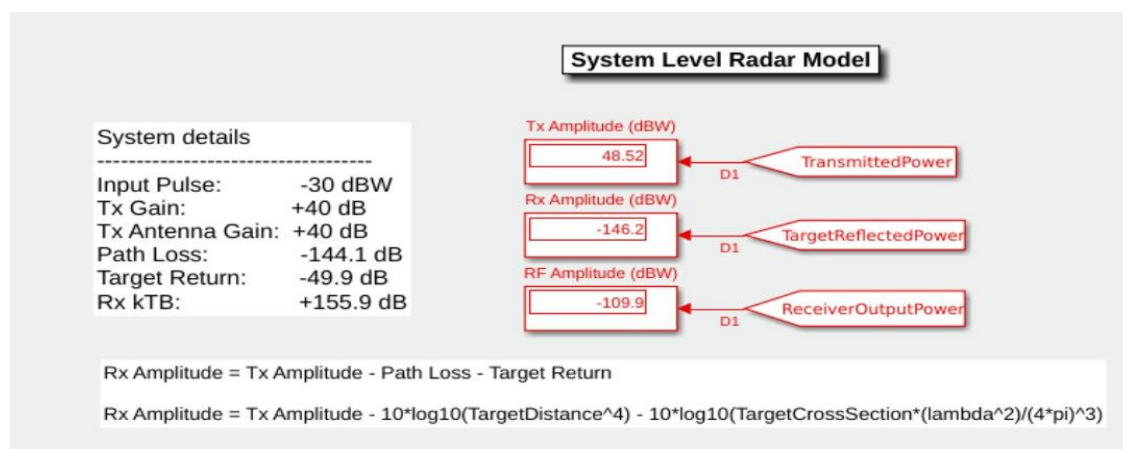 System Level Radar Model
System details
----------------------------------
Input Pulse: -30 dBW
Tx Gain: +40 dB
Tx Antenna Gain: +40 dB
Path Loss: -144.1 dB
Target Return: -49.9 dB
Rx kTB: +155.9 dB
Tx Amplitude (dBW)
48.52
D1
TransmittedPower
Rx Amplitude (dBW)
-146.2
D1
TargetReflectedPower
RF Amplitude (dBW)
-109.9
D1
ReceiverOutputPower
Rx Amplitude = Tx Amplitude - Path Loss - Target Return
Rx Amplitude = Tx Amplitude - 10*log10(TargetDistance^4) - 10*log10(TargetCrossSection*(lambda^2)/(4*pi)^3)